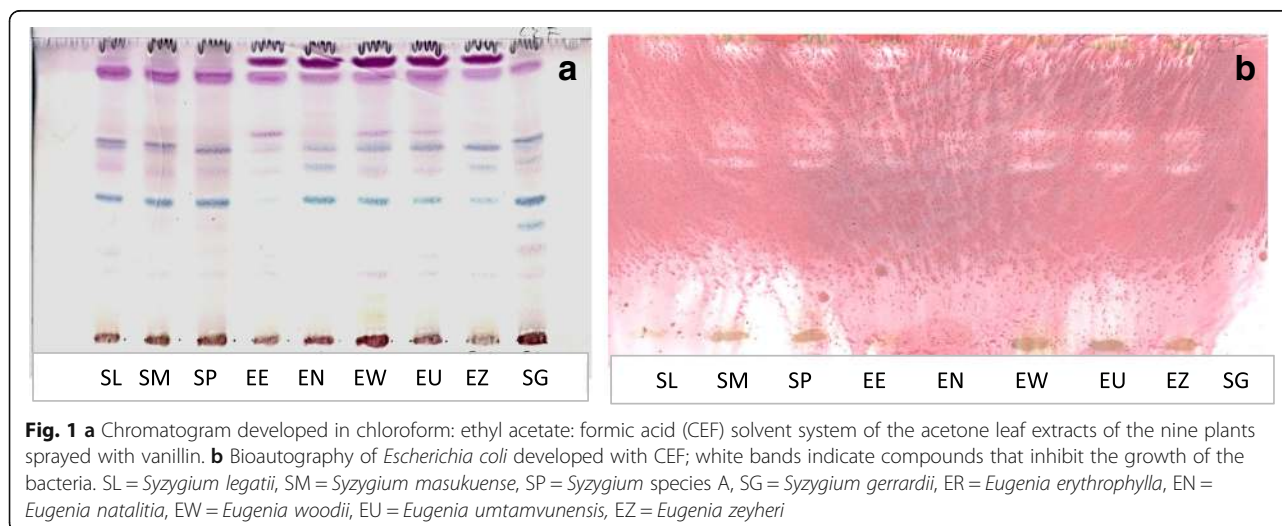 CEF
a
b
SL SM SP EE EN EW EU EZ SG
SL SM SP EE EN EW EU EZ SG
Fig. 1 a Chromatogram developed in chloroform: ethyl acetate: formic acid (CEF) solvent system of the acetone leaf extracts of the nine plants
sprayed with vanillin. b Bioautography of Escherichia coli developed with CEF; white bands indicate compounds that inhibit the growth of the
bacteria. SL = Syzygium legatii, SM = Syzygium masukuense, SP = Syzygium species A, SG = Syzygium gerrardii, ER = Eugenia erythrophylla, EN =
Eugenia natalitia, EW = Eugenia woodii, EU = Eugenia umtamvunensis, EZ = Eugenia zeyheri